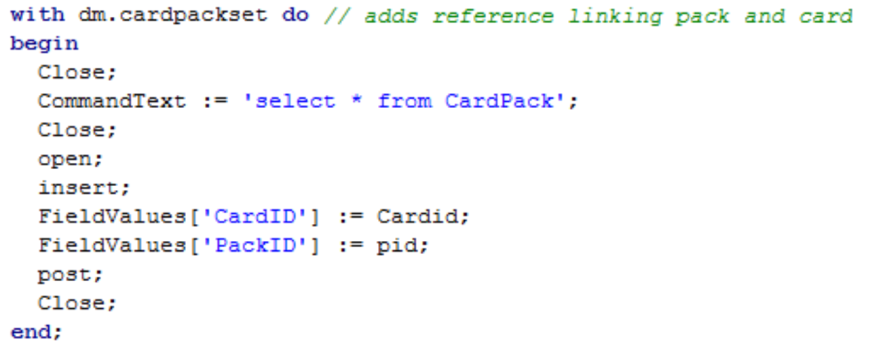 with dm.cardpackset do // adds reference linking pack and card
begin
  Close;
  CommandText := 'select * from CardPack';
  Close;
  open;
  insert;
  FieldValues['CardID'] := Cardid;
  FieldValues['PackID'] := pid;
  post;
  Close;
end;